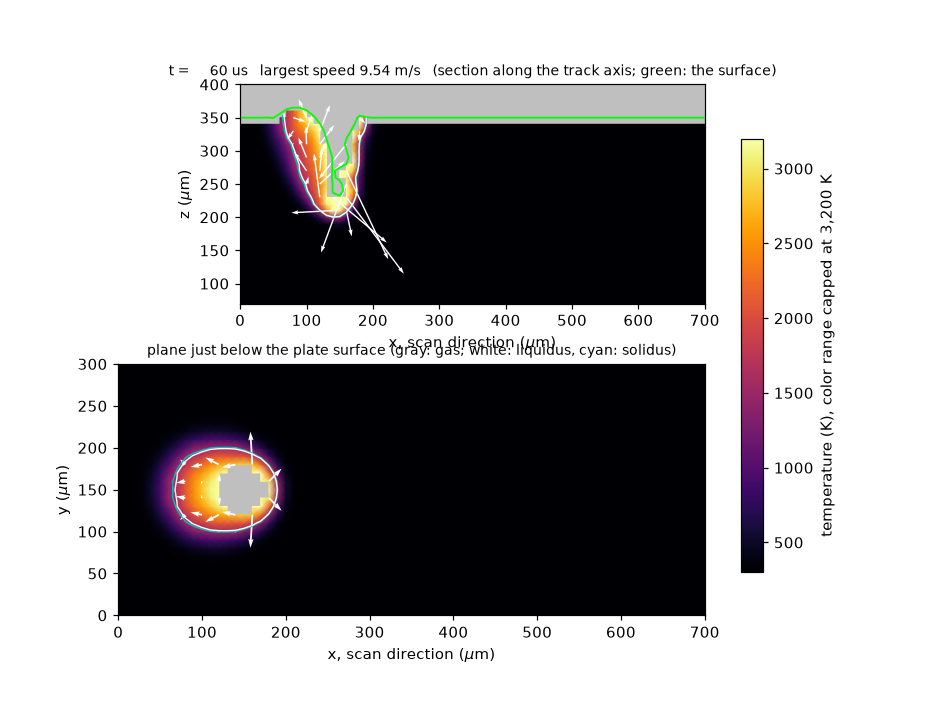 t =     60 us   largest speed 9.54 m/s   (section along the track axis; green: the surface)
400
350
300
250
200
150
100
z (μm)
0 100 200 300 400 500 600 700
x, scan direction (μm)
plane just below the plate surface (gray: gas; white: liquidus, cyan: solidus)
300
250
200
150
100
50
0
y (μm)
0 100 200 300 400 500 600 700
x, scan direction (μm)
3000
2500
2000
1500
1000
500
temperature (K), color range capped at 3,200 K